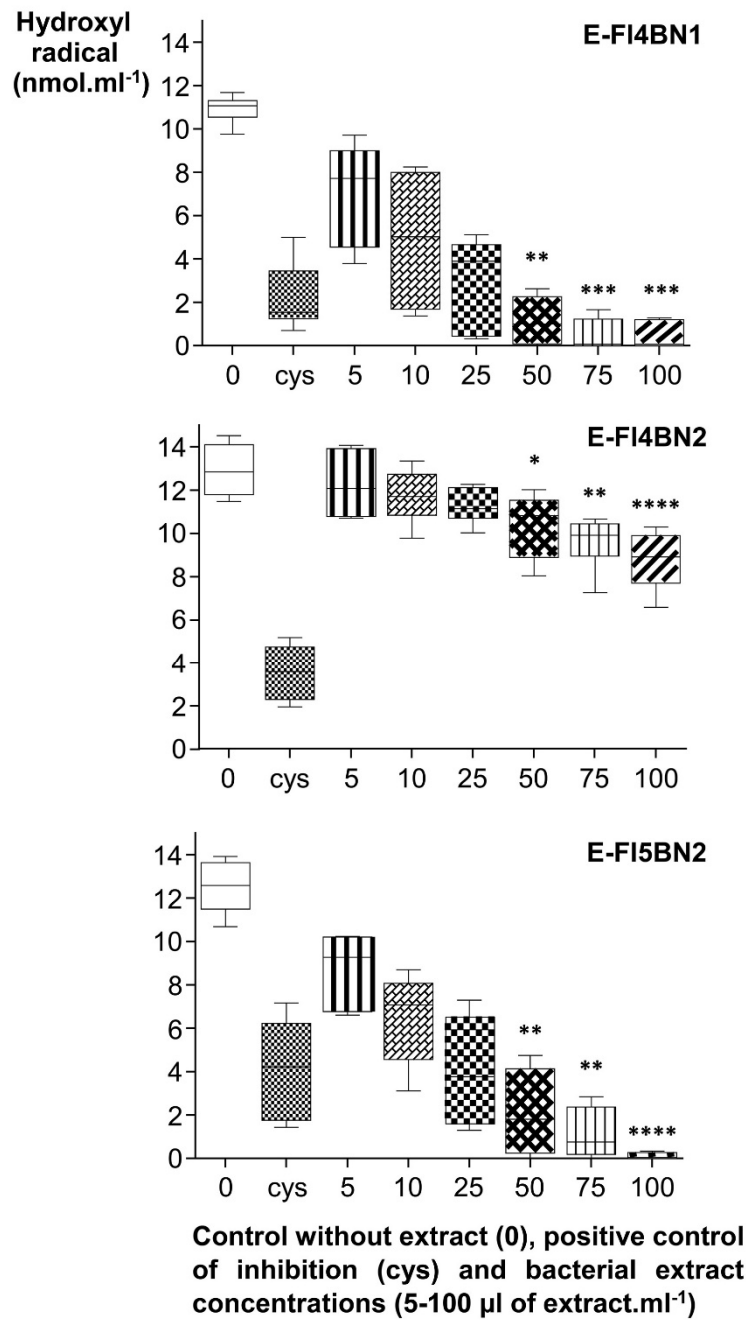 Hydroxyl
radical
(nmol.ml-1)
E-FI4BN1
14
12
10
8
6
4
2
0
** *** ***
0 cys 5 10 25 50 75 100
E-FI4BN2
14
12
10
8
6
4
2
0
* ** ****
0 cys 5 10 25 50 75 100
E-FI5BN2
14
12
10
8
6
4
2
0
** ** ****
0 cys 5 10 25 50 75 100
Control without extract (0), positive control
of inhibition (cys) and bacterial extract
concentrations (5-100 µl of extract.ml-1)